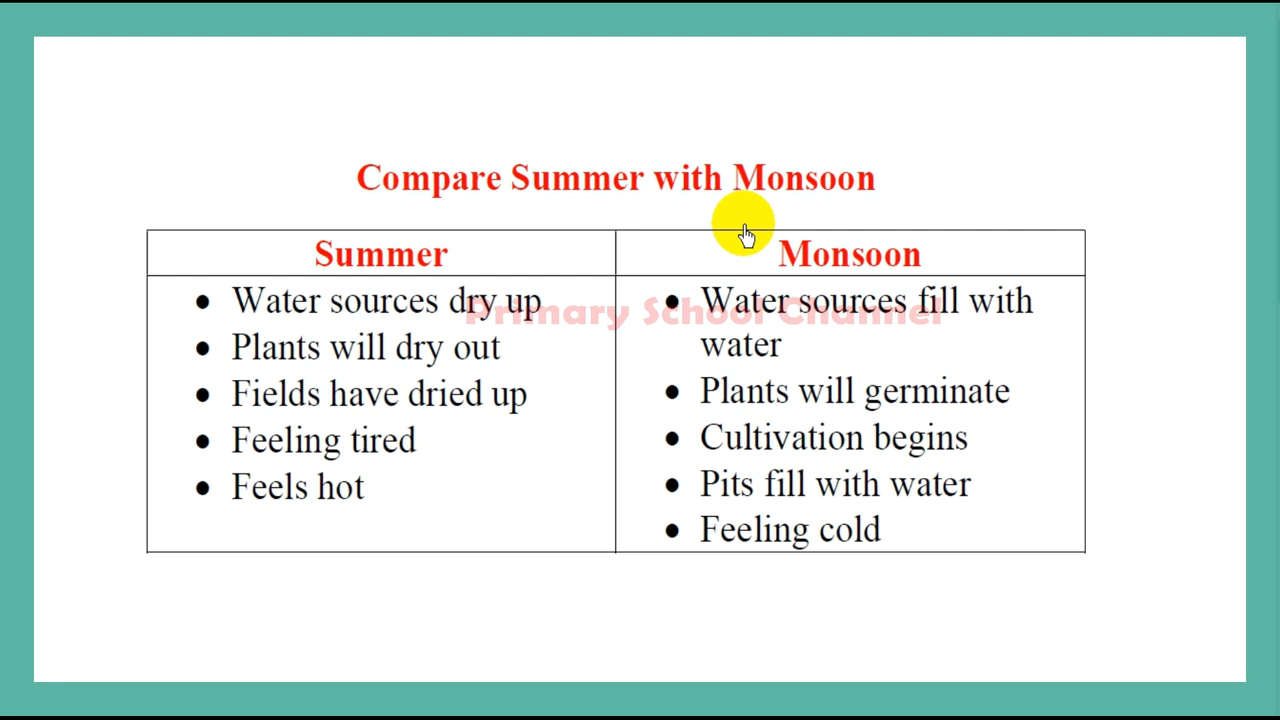 Compare Summer with Monsoon
Summer
Monsoon
• Water sources dry up
• Plants will dry out
• Fields have dried up
• Feeling tired
• Feels hot
• Water sources fill with
water
• Plants will germinate
• Cultivation begins
• Pits fill with water
• Feeling cold
Primary School Channel